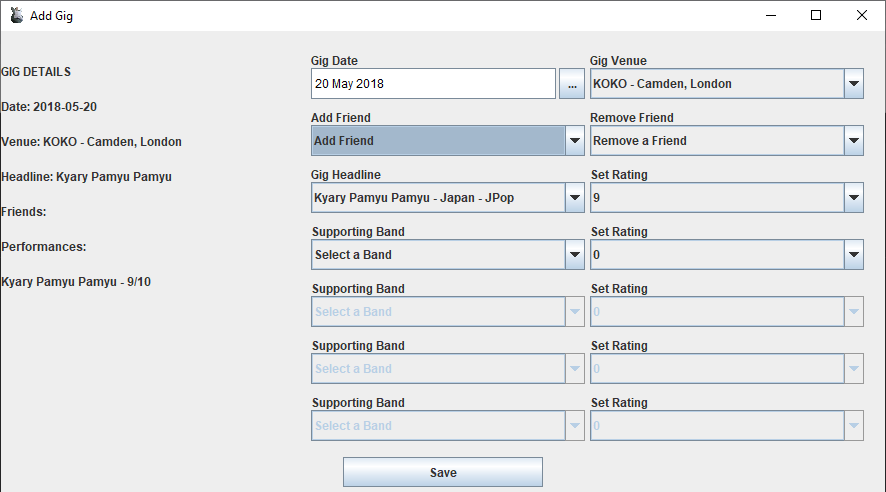 Add Gig
GIG DETAILS
Date: 2018-05-20
Venue: KOKO - Camden, London
Headline: Kyary Pamyu Pamyu
Friends:
Performances:
Kyary Pamyu Pamyu - 9/10
Gig Date
Gig Venue
20 May 2018
...
KOKO - Camden, London
Add Friend
Remove Friend
Add Friend
Remove a Friend
Gig Headline
Set Rating
Kyary Pamyu Pamyu - Japan - JPop
9
Supporting Band
Set Rating
Select a Band
0
Supporting Band
Set Rating
Select a Band
0
Supporting Band
Set Rating
Select a Band
0
Supporting Band
Set Rating
Select a Band
0
Save